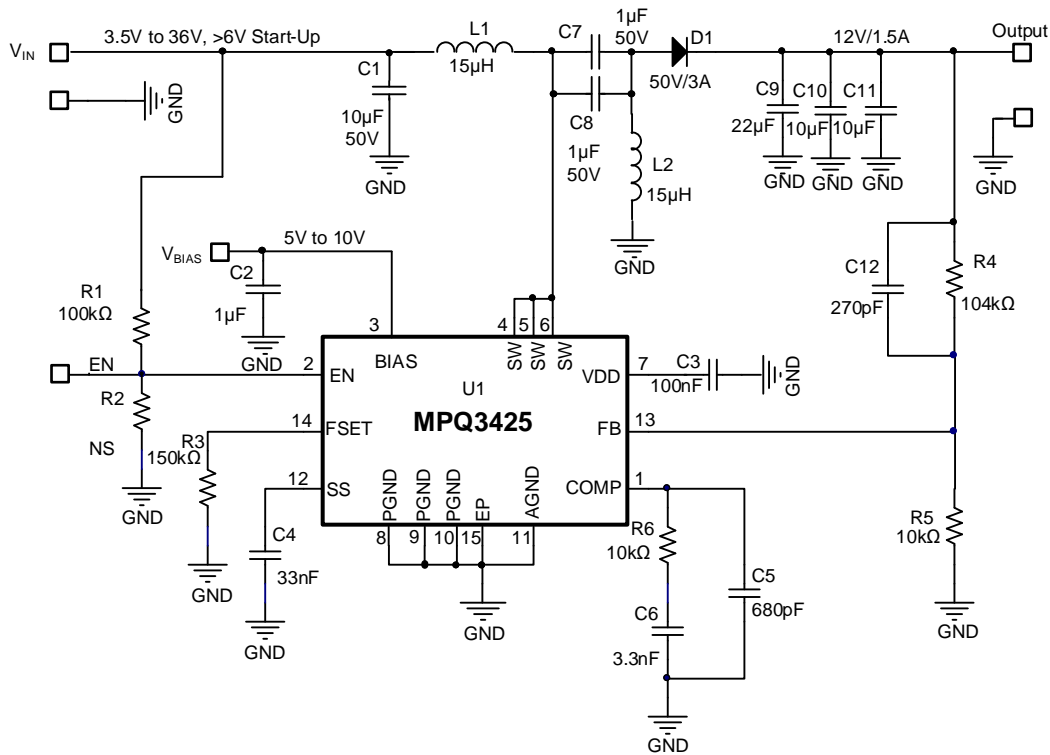 3.5V to 36V, >6V Start-Up
VIN
L1
15µH
C7
1µF
50V
D1
50V/3A
12V/1.5A
Output
GND
C1
10µF
50V
GND
C8
1µF
50V
L2
15µH
GND
C9
22µF
GND
C10
10µF
GND
C11
10µF
GND
GND
VBIAS
5V to 10V
C2
1µF
GND
R1
100kΩ
EN
R2
NS
GND
C12
270pF
R4
104kΩ
3
BIAS
4
5
6
SW
SW
SW
2
EN
14
FSET
12
SS
U1
MPQ3425
VDD
7
C3
100nF
GND
FB
13
COMP
1
PGND
PGND
PGND
EP
AGND
8
9
10
15
11
GND
R3
150kΩ
GND
C4
33nF
GND
R6
10kΩ
C6
3.3nF
C5
680pF
GND
R5
10kΩ
GND